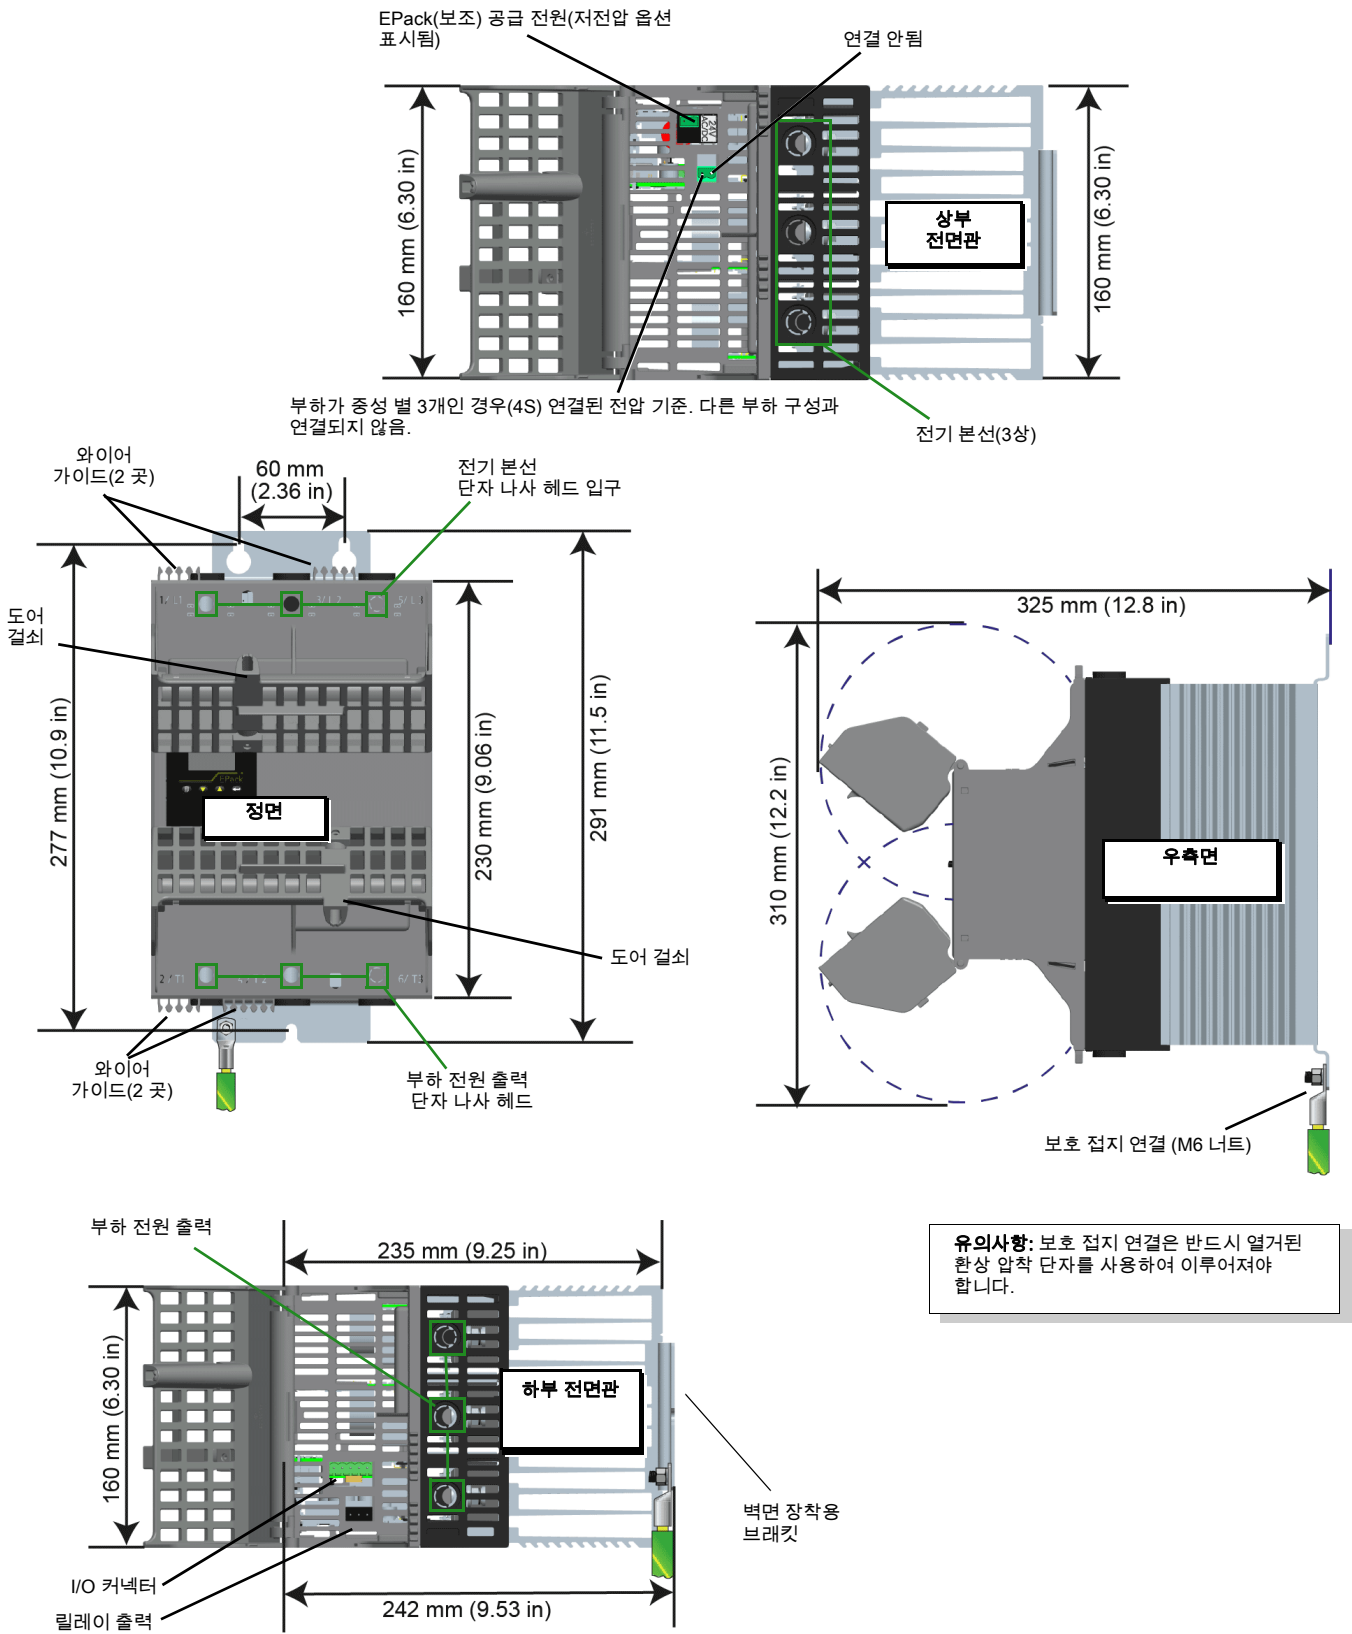 EPack(보조) 공급 전원(저전압 옵션
표시됨)
연결 안됨
24V
AC/DC
160 mm (6.30 in)
160 mm (6.30 in)
상부
전면관
부하가 중성 별 3개인 경우(4S) 연결된 전압 기준. 다른 부하 구성과
연결되지 않음.
전기 본선(3상)
와이어
가이드(2 곳)
60 mm
(2.36 in)
전기 본선
단자 나사 헤드 입구
도어
걸쇠
277 mm (10.9 in)
230 mm (9.06 in)
291 mm (11.5 in)
EPack
정면
도어 걸쇠
6/T3
와이어
가이드(2 곳)
부하 전원 출력
단자 나사 헤드
325 mm (12.8 in)
310 mm (12.2 in)
우측면
보호 접지 연결 (M6 너트)
부하 전원 출력
235 mm (9.25 in)
160 mm (6.30 in)
하부 전면관
I/O 커넥터
릴레이 출력
242 mm (9.53 in)
벽면 장착용
브래킷
유의사항: 보호 접지 연결은 반드시 열거된
환상 압착 단자를 사용하여 이루어져야
합니다.